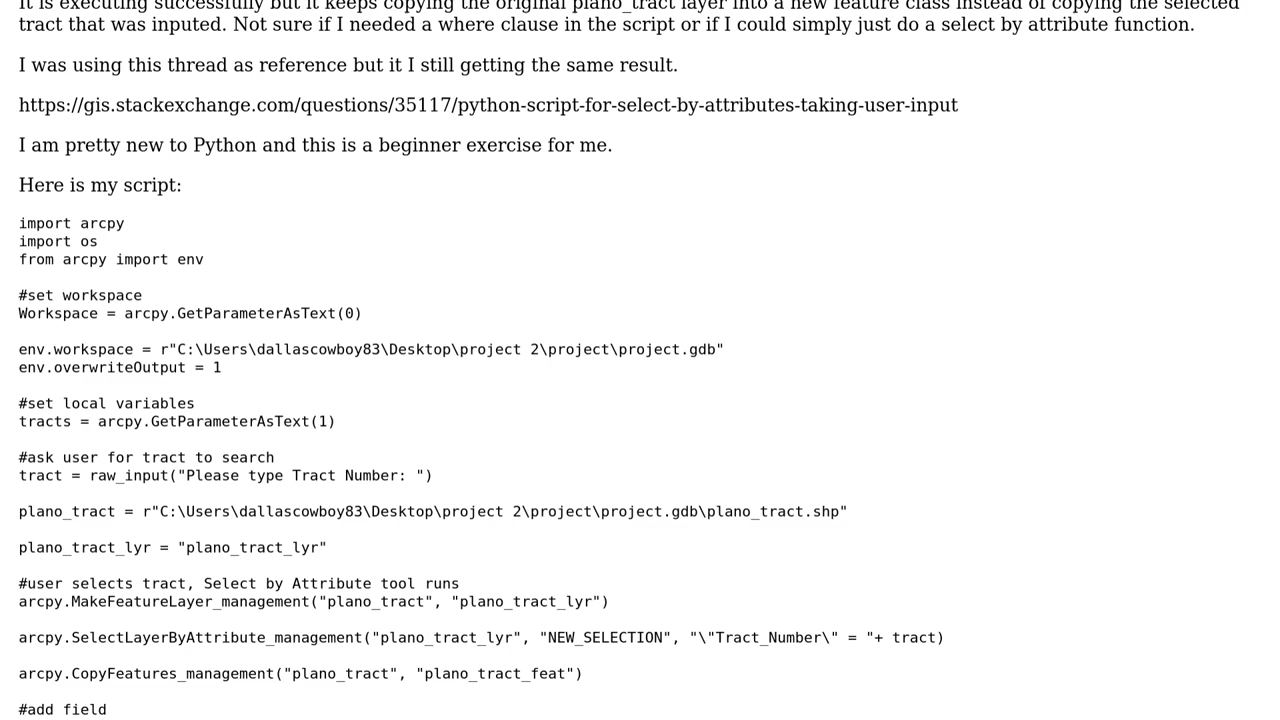 It is executing successfully but it keeps copying the original plano_tract layer into a new feature class instead of copying the selected
tract that was inputed. Not sure if I needed a where clause in the script or if I could simply just do a select by attribute function.
I was using this thread as reference but it I still getting the same result.
https://gis.stackexchange.com/questions/35117/python-script-for-select-by-attributes-taking-user-input
I am pretty new to Python and this is a beginner exercise for me.
Here is my script:
import arcpy
import os
from arcpy import env
#set workspace
Workspace = arcpy.GetParameterAsText(0)
env.workspace = r"C:\Users\dallascowboy83\Desktop\project 2\project\project.gdb"
env.overwriteOutput = 1
#set local variables
tracts = arcpy.GetParameterAsText(1)
#ask user for tract to search
tract = raw_input("Please type Tract Number: ")
plano_tract = r"C:\Users\dallascowboy83\Desktop\project 2\project\project.gdb\plano_tract.shp"
plano_tract_lyr = "plano_tract_lyr"
#user selects tract, Select by Attribute tool runs
arcpy.MakeFeatureLayer_management("plano_tract", "plano_tract_lyr")
arcpy.SelectLayerByAttribute_management("plano_tract_lyr", "NEW_SELECTION", "\"Tract_Number\" = "+ tract)
arcpy.CopyFeatures_management("plano_tract", "plano_tract_feat")
#add field